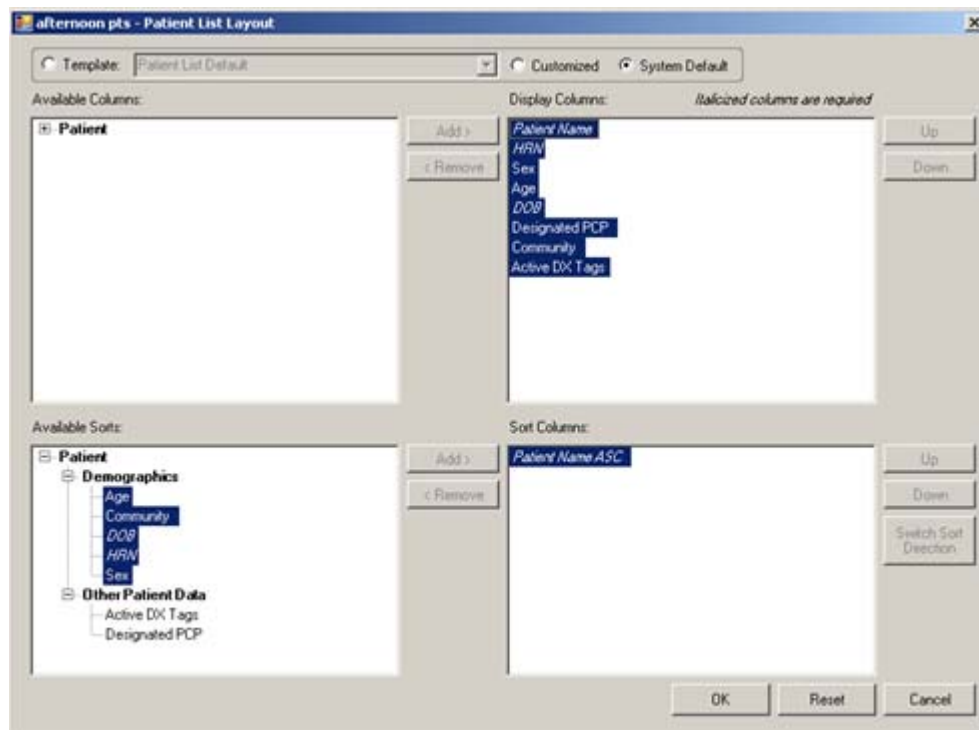 afternoon pts - Patient List Layout
Template: Patient List Default Customized System Default
Available Columns:
Display Columns: Italicized columns are required
Patient
Add >
< Remove
Patient Name
HRN
Sex
Age
DOB
Designated PCP
Community
Active DX Tags
Up
Down
Available Sorts:
Sort Columns:
Patient
Demographics
Age
Community
DOB
HRN
Sex
Other Patient Data
Active DX Tags
Designated PCP
Add >
< Remove
Patient Name ASC
Up
Down
Switch Sort
Direction
OK Reset Cancel